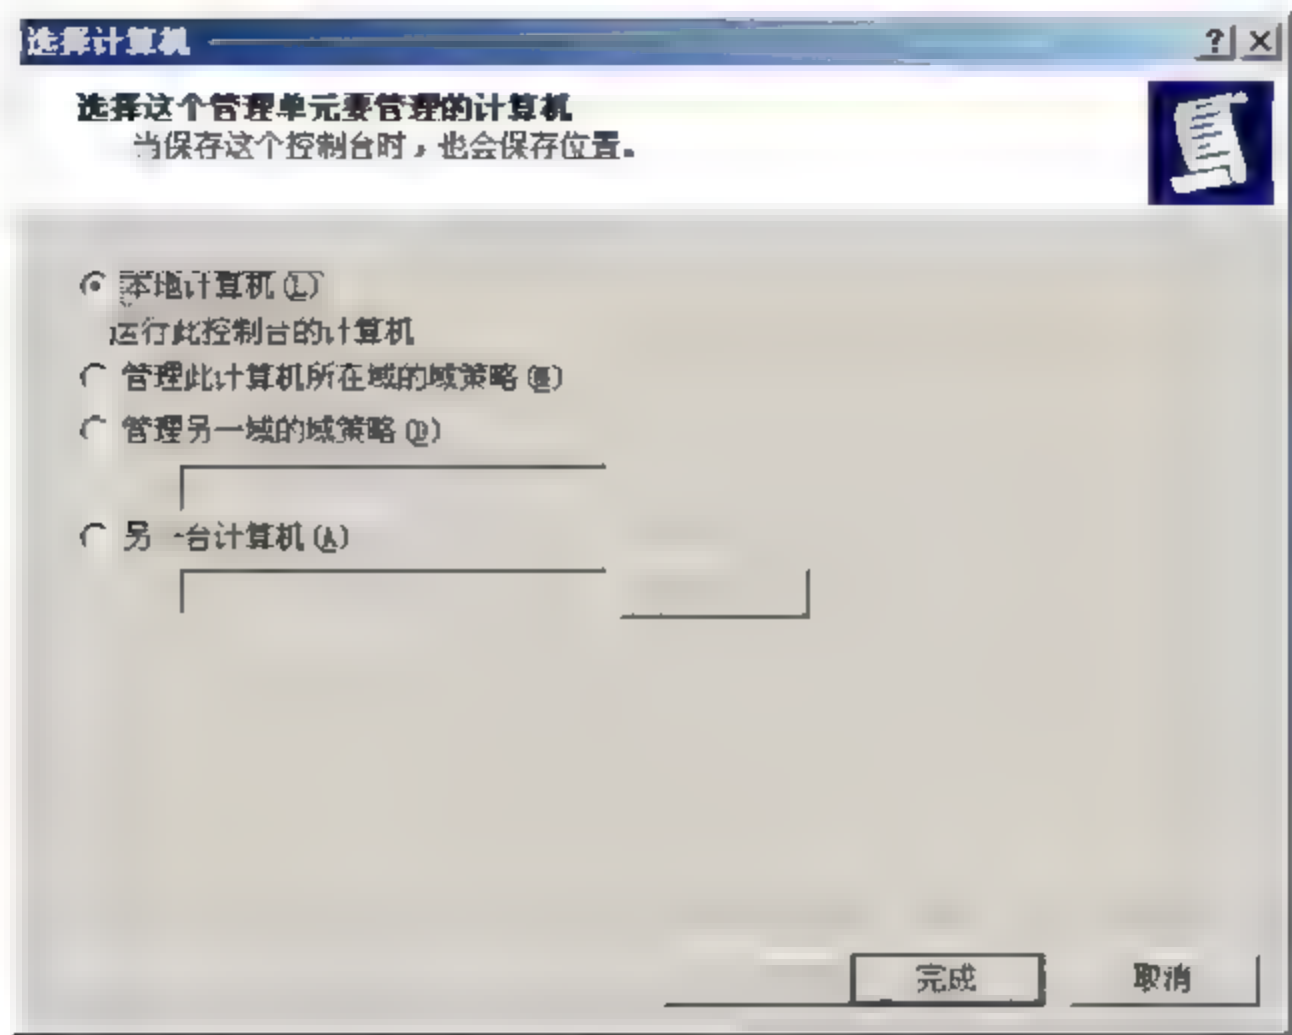 选择计算机
选择这个管理单元要管理的计算机
当保存这个控制台时，也会保存位置。
本地计算机(L)
运行此控制台的计算机
管理此计算机所在域的域策略(M)
管理另一域的域策略(D)
另一台计算机(A)
完成
取消